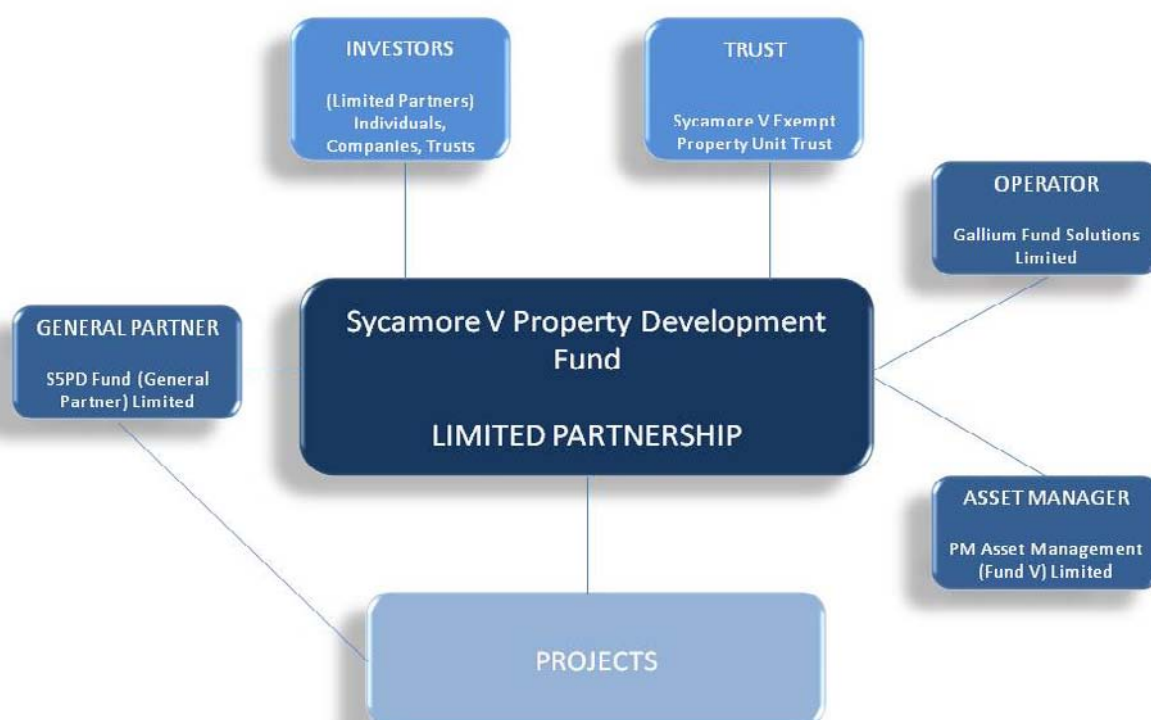 INVESTORS
(Limited Partners)
Individuals,
Companies, Trusts
TRUST
Sycamore V Exempt
Property Unit Trust
OPERATOR
Gallium Fund Solutions
Limited
GENERAL PARTNER
S5PD Fund (General
Partner) Limited
Sycamore V Property Development
Fund
LIMITED PARTNERSHIP
ASSET MANAGER
PM Asset Management
(Fund V) Limited
PROJECTS